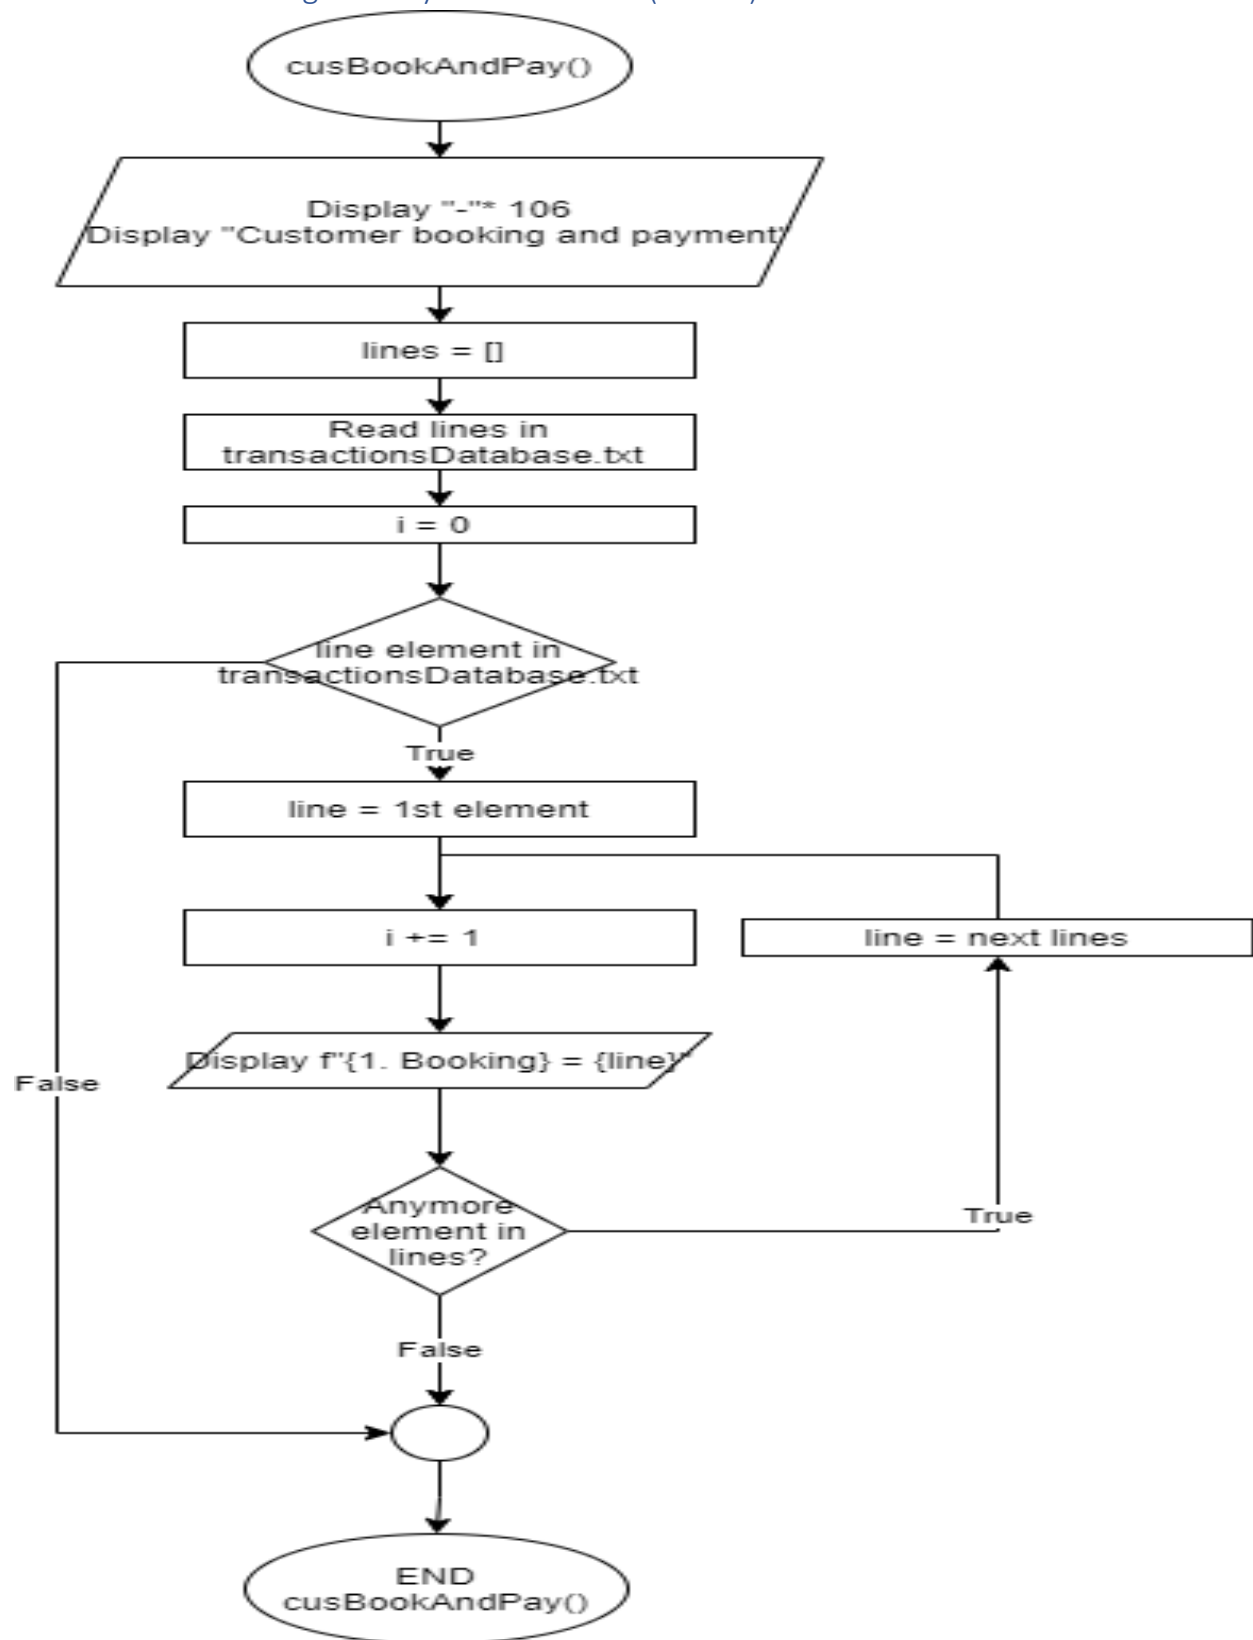 cusBookAndPay()
Display "-"* 106
Display "Customer booking and payment"
lines = []
Read lines in
transactionsDatabase.txt
i = 0
line element in
transactionsDatabase.txt
True
line = 1st element
i += 1
line = next lines
Display f"{1. Booking} = {line}"
False
Anymore
element in
lines?
True
False
END
cusBookAndPay()